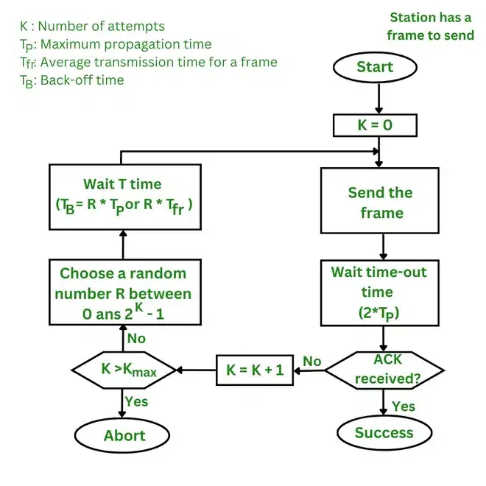 K : Number of attempts
TP: Maximum propagation time
Tfr: Average transmission time for a frame
TB: Back-off time
Station has a
frame to send
Start
K = 0
Send the
frame
Wait time-out
time
(2*TP)
ACK
received?
Yes
Success
No
K = K + 1
K >Kmax
Yes
Abort
No
Choose a random
number R between
0 ans 2^K - 1
Wait T time
(TB= R * TP or R * Tfr )